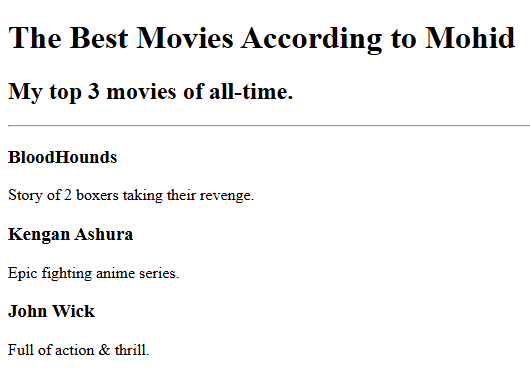 The Best Movies According to Mohid
My top 3 movies of all-time.
BloodHounds
Story of 2 boxers taking their revenge.
Kengan Ashura
Epic fighting anime series.
John Wick
Full of action & thrill.